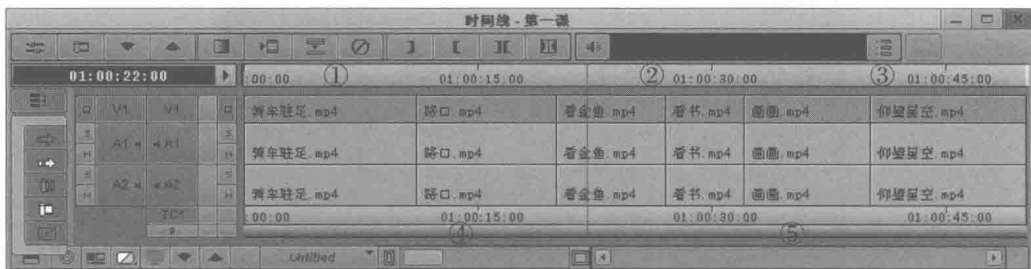 时间线 - 第一课
01:00:22:00 :00:00 ① 01:00:15:00 ② 01:00:30:00 ③ 01:00:45:00
V1 V1 骑车驻足.mp4 路口.mp4 看金鱼.mp4 看书.mp4 画画.mp4 仰望星空.mp4
S S
A1 A1 骑车驻足.mp4 路口.mp4 看金鱼.mp4 看书.mp4 画画.mp4 仰望星空.mp4
H H
S S
A2 A2 骑车驻足.mp4 路口.mp4 看金鱼.mp4 看书.mp4 画画.mp4 仰望星空.mp4
H H
TC1 :00:00 01:00:15:00 01:00:30:00 01:00:45:00
④ ⑤
Untitled